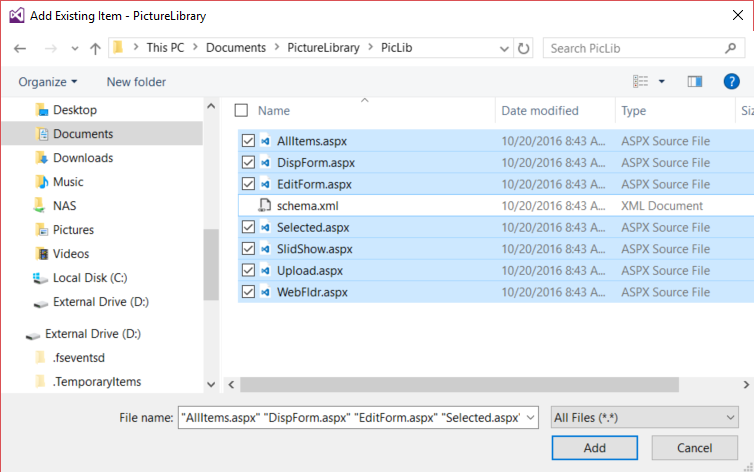 Add Existing Item - PictureLibrary
This PC > Documents > PictureLibrary > PicLib
Search PicLib
Organize
New folder
Name Date modified Type Si
Desktop
Documents
Downloads
Music
NAS
Pictures
Videos
Local Disk (C:)
External Drive (D:)
External Drive (D:)
.fseventsd
.TemporaryItems
AllItems.aspx 10/20/2016 8:43 A... ASPX Source File
DispForm.aspx 10/20/2016 8:43 A... ASPX Source File
EditForm.aspx 10/20/2016 8:43 A... ASPX Source File
schema.xml 10/20/2016 8:43 A... XML Document
Selected.aspx 10/20/2016 8:43 A... ASPX Source File
SlidShow.aspx 10/20/2016 8:43 A... ASPX Source File
Upload.aspx 10/20/2016 8:43 A... ASPX Source File
WebFldr.aspx 10/20/2016 8:43 A... ASPX Source File
File name: "AllItems.aspx" "DispForm.aspx" "EditForm.aspx" "Selected.aspx"
All Files (*.*)
Add
Cancel